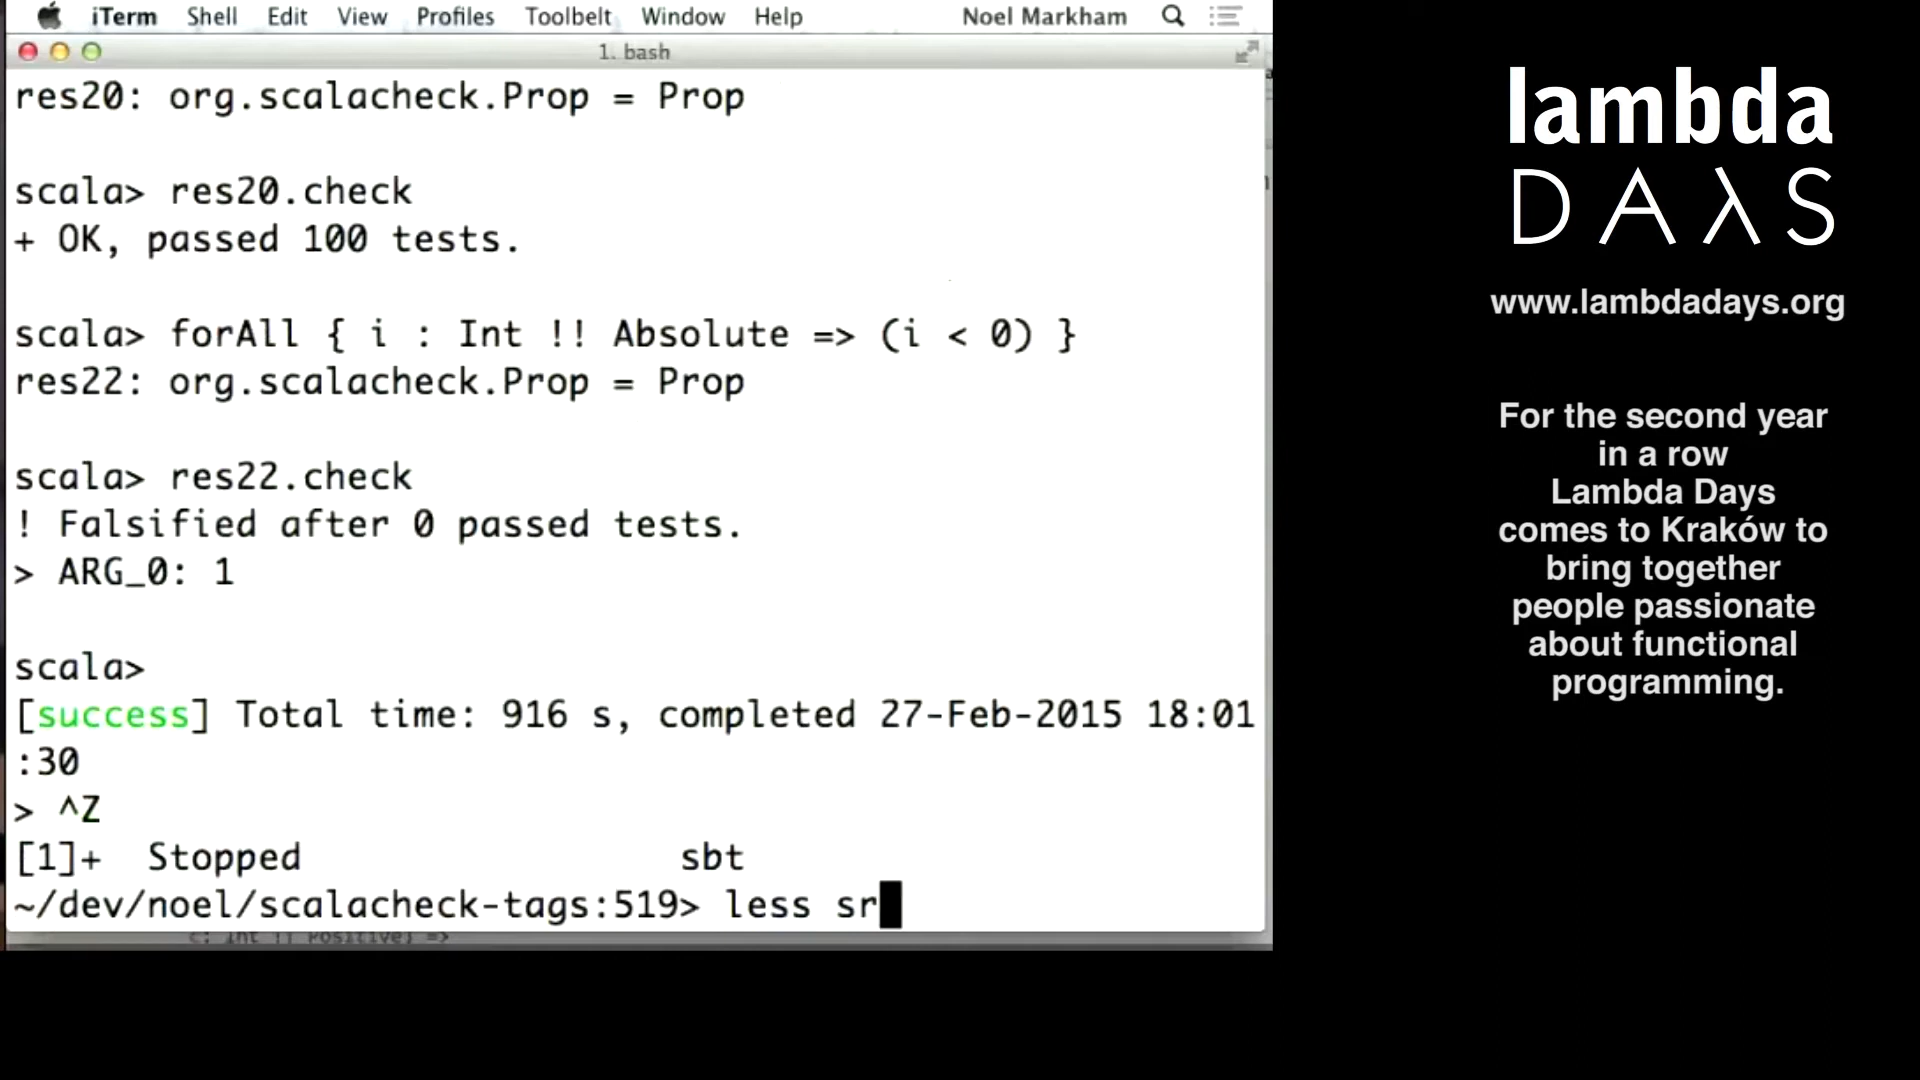 iTerm Shell Edit View Profiles Toolbelt Window Help Noel Markham
1. bash
res20: org.scalacheck.Prop = Prop
scala> res20.check
+ OK, passed 100 tests.
scala> forAll { i : Int !! Absolute => (i < 0) }
res22: org.scalacheck.Prop = Prop
scala> res22.check
! Falsified after 0 passed tests.
> ARG_0: 1
scala>
[success] Total time: 916 s, completed 27-Feb-2015 18:01
:30
> ^Z
[1]+ Stopped sbt
~/dev/noel/scalacheck-tags:519> less sr
c: Int !! Positive) =>
lambda
DAλS
www.lambdadays.org
For the second year
in a row
Lambda Days
comes to Kraków to
bring together
people passionate
about functional
programming.